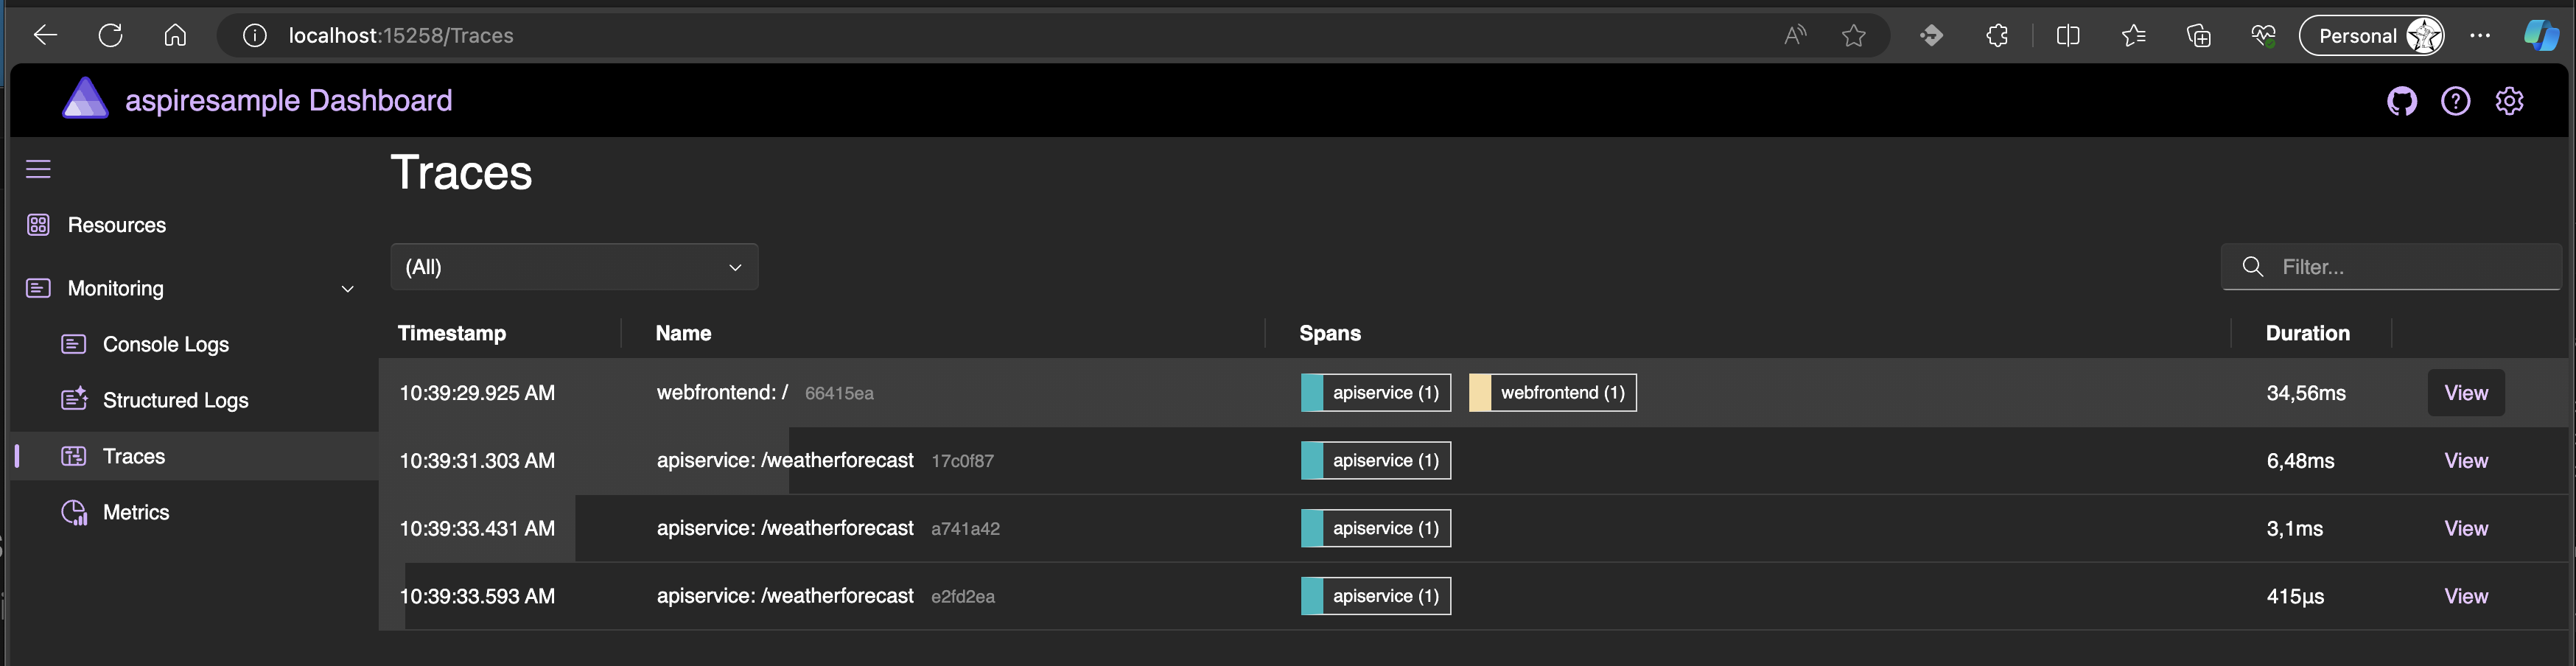 localhost:15258/Traces
Personal
aspiresample Dashboard
Traces
Resources
(All)
Filter...
Monitoring
Console Logs
Structured Logs
Traces
Metrics
Timestamp Name Spans Duration
10:39:29.925 AM webfrontend: / 66415ea apiservice (1) webfrontend (1) 34,56ms View
10:39:31.303 AM apiservice: /weatherforecast 17c0f87 apiservice (1) 6,48ms View
10:39:33.431 AM apiservice: /weatherforecast a741a42 apiservice (1) 3,1ms View
10:39:33.593 AM apiservice: /weatherforecast e2fd2ea apiservice (1) 415μs View